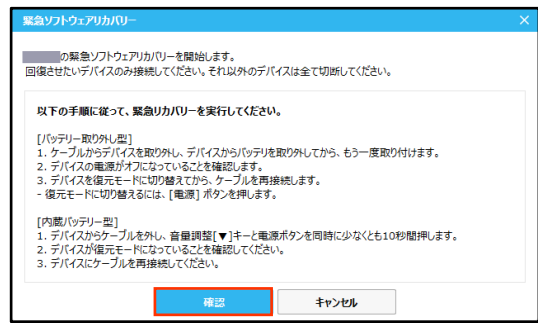 緊急ソフトウェアリカバリー
の緊急ソフトウェアリカバリーを開始します。
回復させたいデバイスのみ接続してください。それ以外のデバイスは全て切断してください。
以下の手順に従って、緊急リカバリーを実行してください。
[バッテリー取り外し型]
1. ケーブルからデバイスを取り外し、デバイスからバッテリを取り外してから、もう一度取り付けます。
2. デバイスの電源がオフになっていることを確認します。
3. デバイスを復元モードに切り替えてから、ケーブルを再接続します。
- 復元モードに切り替えるには、[電源] ボタンを押します。
[内蔵バッテリー型]
1. デバイスからケーブルを外し、音量調整[▼]キーと電源ボタンを同時に少なくとも10秒間押します。
2. デバイスが復元モードになっていることを確認してください。
3. デバイスにケーブルを再接続してください。
確認
キャンセル